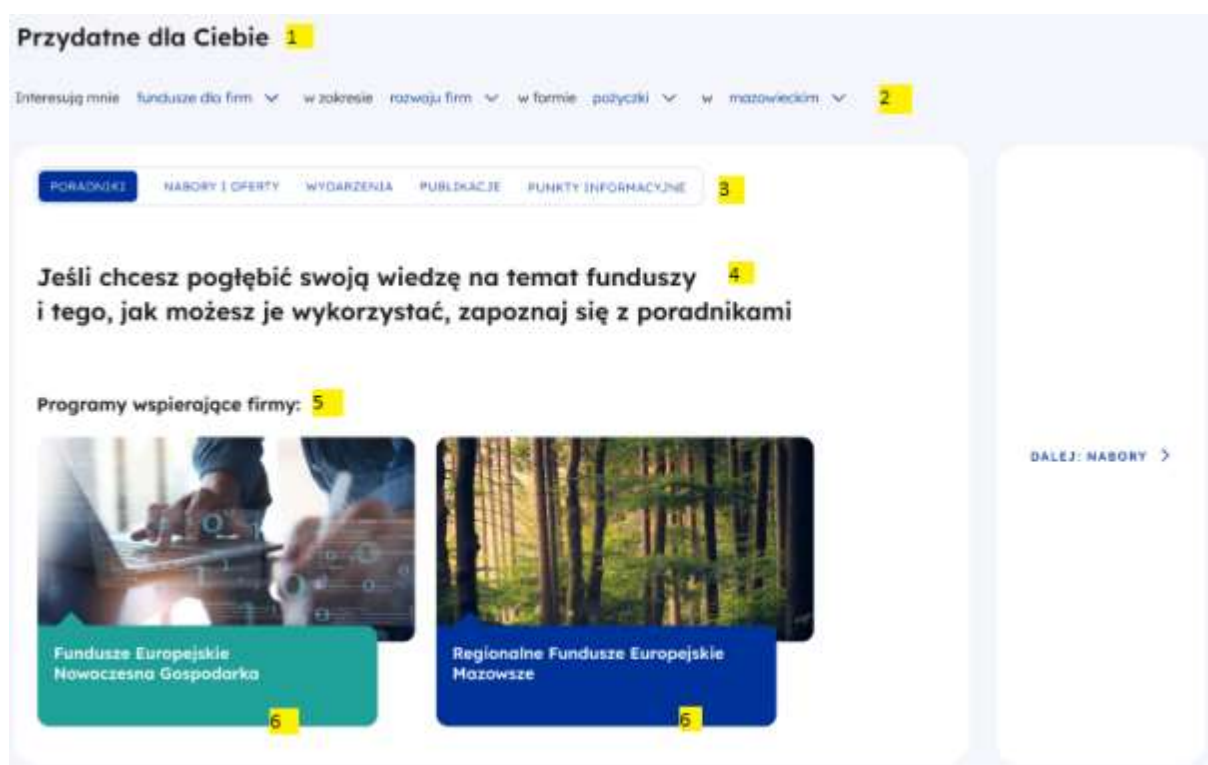 Przydatne dla Ciebie 1
Interesują mnie fundusze dla firm w zakresie rozwoju firm w formie pożyczki w mazowieckim 2
PORADNIKI NABORY I OFERTY WYDARZENIA PUBLIKACJE PUNKTY INFORMACYJNE 3
Jeśli chcesz pogłębić swoją wiedzę na temat funduszy 4
i tego, jak możesz je wykorzystać, zapoznaj się z poradnikami
Programy wspierające firmy: 5
DALEJ: NABORY >
Fundusze Europejskie
Nowoczesna Gospodarka
6
Regionalne Fundusze Europejskie
Mazowsze
6